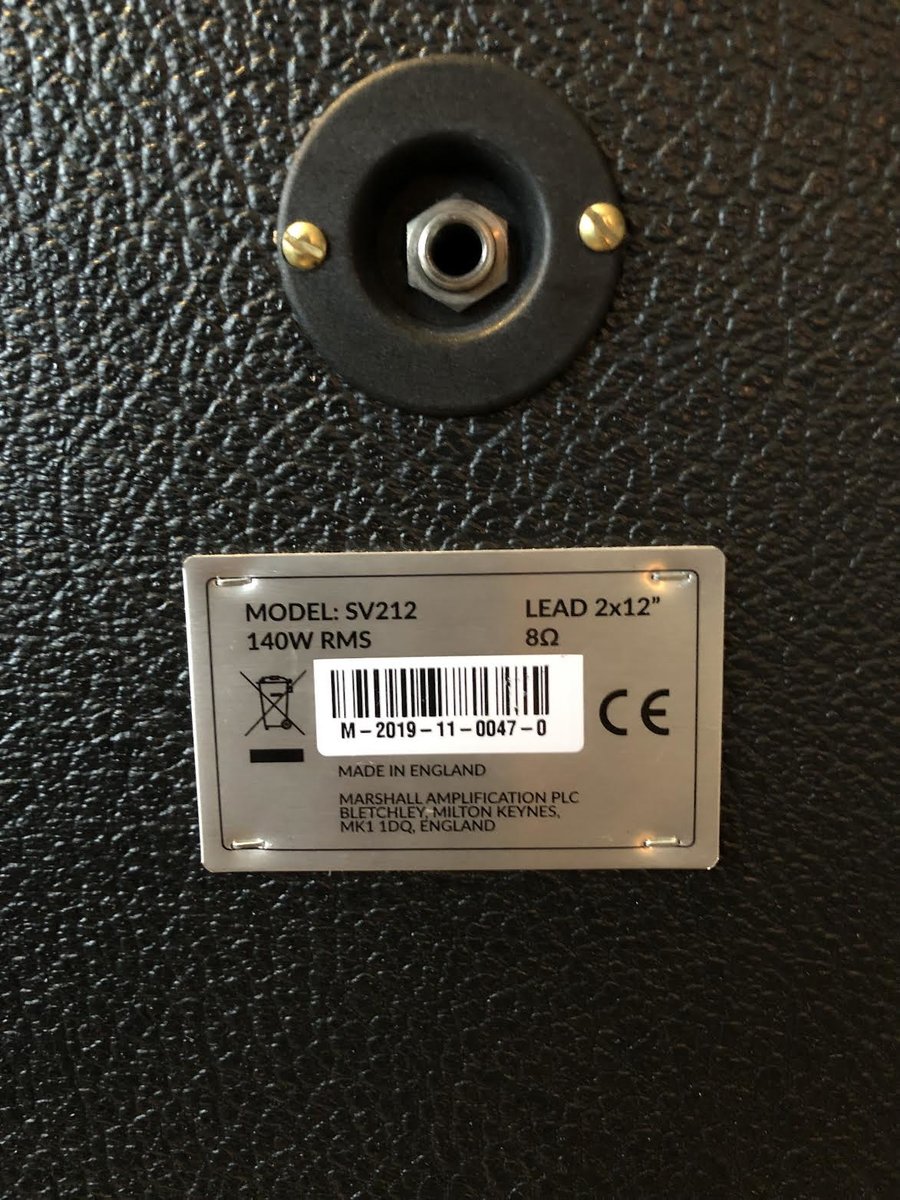 MODEL: SV212 LEAD 2x12”
140W RMS 8Ω
M-2019-11-0047-0
CE
MADE IN ENGLAND
MARSHALL AMPLIFICATION PLC
BLETCHLEY, MILTON KEYNES,
MK1 1DQ, ENGLAND